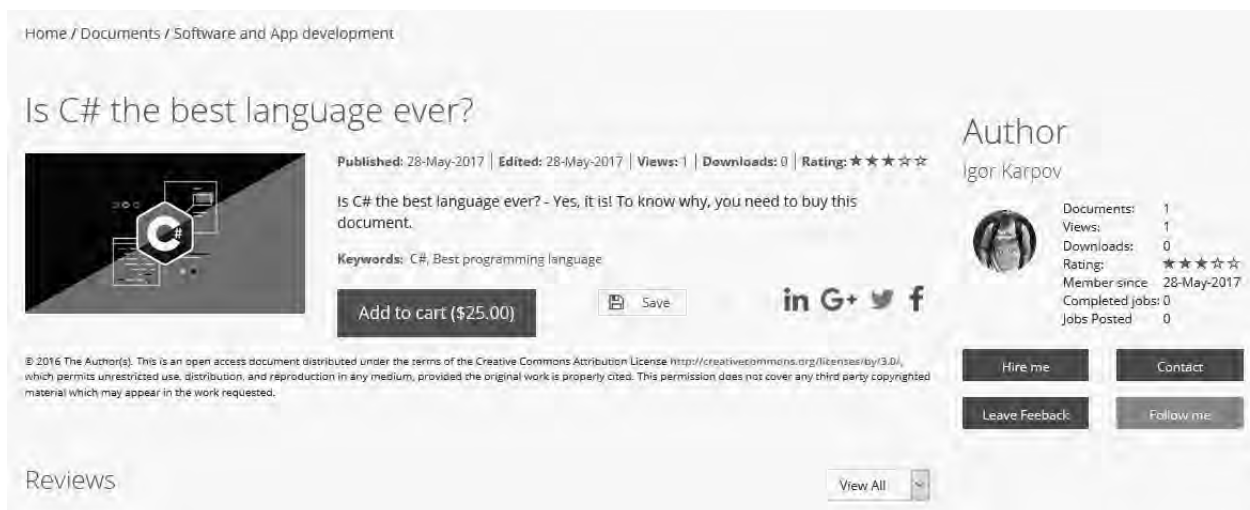 Home / Documents / Software and App development
Is C# the best language ever?
Published: 28-May-2017 | Edited: 28-May-2017 | Views: 1 | Downloads: 0 | Rating: ★★★☆☆
Is C# the best language ever? - Yes, it is! To know why, you need to buy this
document.
Keywords: C#, Best programming language
Add to cart ($25.00)
Save
in G+ f
C#
© 2016 The Author(s). This is an open access document distributed under the terms of the Creative Commons Attribution License http://creativecommons.org/licenses/by/3.0/,
which permits unrestricted use, distribution, and reproduction in any medium, provided the original work is properly cited. This permission does not cover any third party copyrighted
material which may appear in the work requested.
Author
Igor Karpov
Documents: 1
Views: 1
Downloads: 0
Rating: ★★★☆☆
Member since 28-May-2017
Completed jobs: 0
Jobs Posted 0
Hire me
Contact
Leave Feeback
Follow me
Reviews
View All